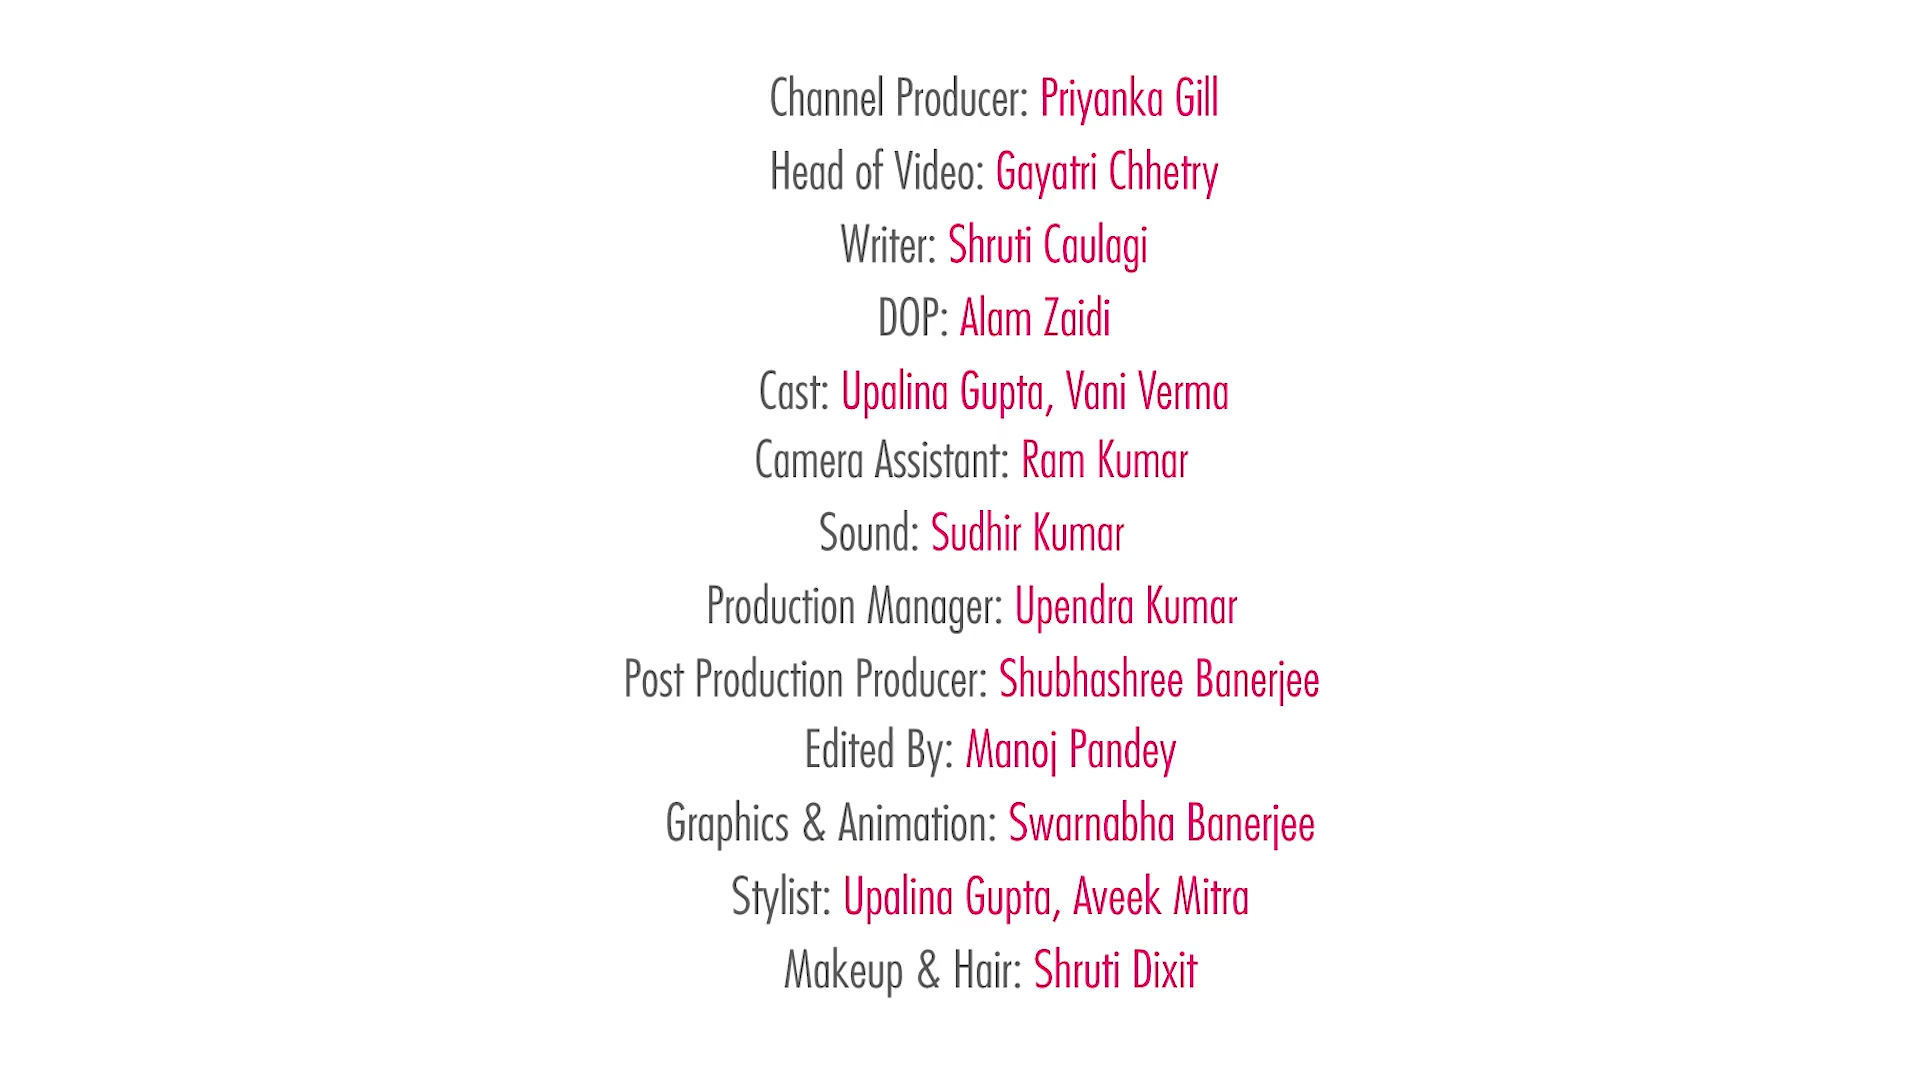 Channel Producer: Priyanka Gill
Head of Video: Gayatri Chhetry
Writer: Shruti Caulagi
DOP: Alam Zaidi
Cast: Upalina Gupta, Vani Verma
Camera Assistant: Ram Kumar
Sound: Sudhir Kumar
Production Manager: Upendra Kumar
Post Production Producer: Shubhashree Banerjee
Edited By: Manoj Pandey
Graphics & Animation: Swarnabha Banerjee
Stylist: Upalina Gupta, Aveek Mitra
Makeup & Hair: Shruti Dixit